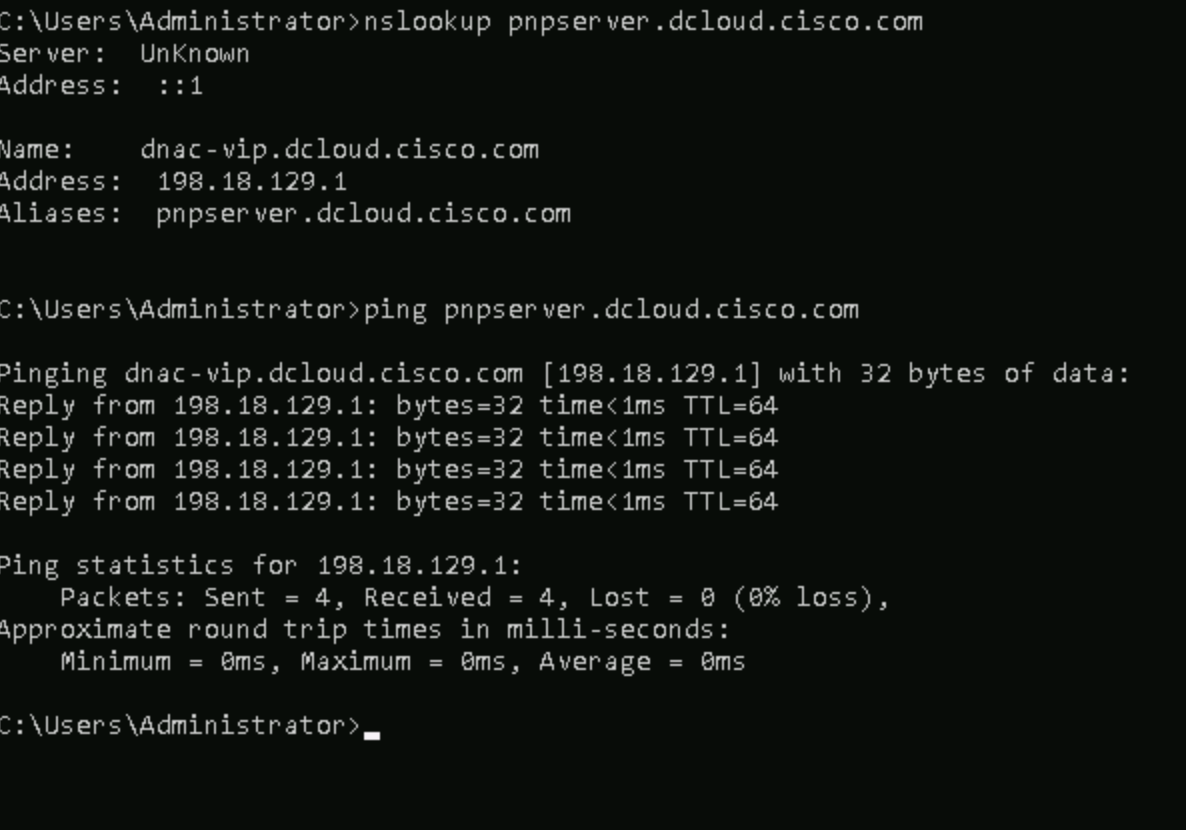 C:\Users\Administrator>nslookup pnpserver.dcloud.cisco.com
Server:  UnKnown
Address:  ::1
Name:    dnac-vip.dcloud.cisco.com
Address:  198.18.129.1
Aliases:  pnpserver.dcloud.cisco.com
C:\Users\Administrator>ping pnpserver.dcloud.cisco.com
Pinging dnac-vip.dcloud.cisco.com [198.18.129.1] with 32 bytes of data:
Reply from 198.18.129.1: bytes=32 time<1ms TTL=64
Reply from 198.18.129.1: bytes=32 time<1ms TTL=64
Reply from 198.18.129.1: bytes=32 time<1ms TTL=64
Reply from 198.18.129.1: bytes=32 time<1ms TTL=64
Ping statistics for 198.18.129.1:
    Packets: Sent = 4, Received = 4, Lost = 0 (0% loss),
Approximate round trip times in milli-seconds:
    Minimum = 0ms, Maximum = 0ms, Average = 0ms
C:\Users\Administrator>